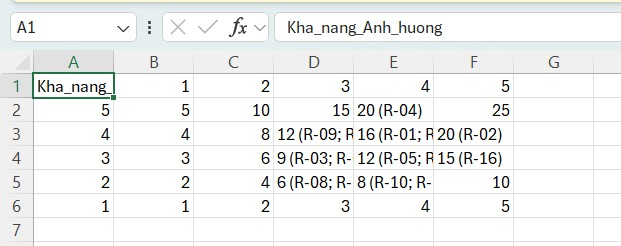 A1 fx Kha_nang_Anh_huong
A B C D E F G
1 Kha_nang_ 1 2 3 4 5
2 5 5 10 15 20 (R-04) 25
3 4 4 8 12 (R-09; R 16 (R-01; R 20 (R-02)
4 3 3 6 9 (R-03; R- 12 (R-05; R 15 (R-16)
5 2 2 4 6 (R-08; R- 8 (R-10; R- 10
6 1 1 2 3 4 5
7